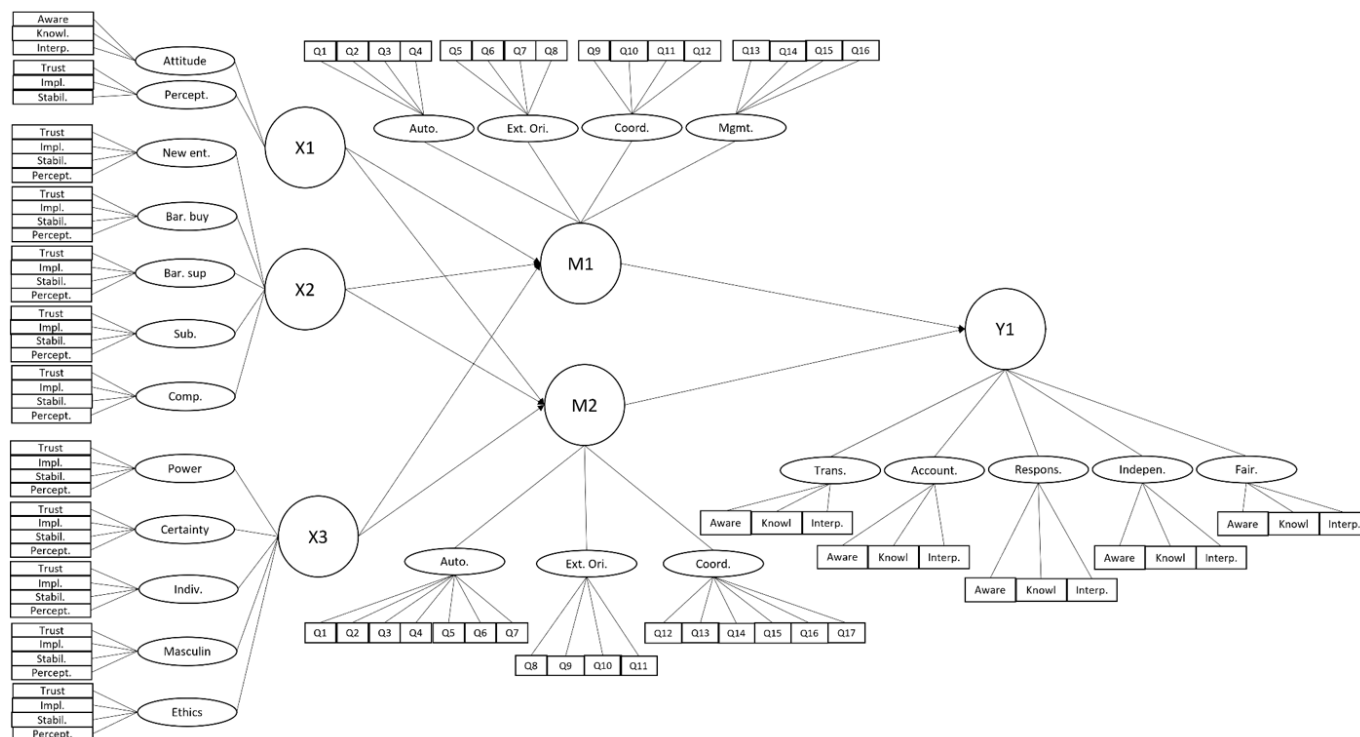 Aware
Knowl.
Interp.
Attitude
Trust
Impl.
Stabil.
Percept.
X1
Trust
Impl.
Stabil.
Percept.
New ent.
Trust
Impl.
Stabil.
Percept.
Bar. buy
Trust
Impl.
Stabil.
Percept.
Bar. sup
Trust
Impl.
Stabil.
Percept.
Sub.
Trust
Impl.
Stabil.
Percept.
Comp.
X2
Trust
Impl.
Stabil.
Percept.
Power
Trust
Impl.
Stabil.
Percept.
Certainty
Trust
Impl.
Stabil.
Percept.
Indiv.
Trust
Impl.
Stabil.
Percept.
Masculin
Trust
Impl.
Stabil.
Percept.
Ethics
X3
Q1 Q2 Q3 Q4 Q5 Q6 Q7 Q8 Q9 Q10 Q11 Q12 Q13 Q14 Q15 Q16
Auto. Ext. Ori. Coord. Mgmt.
M1
M2
Auto. Ext. Ori. Coord.
Q1 Q2 Q3 Q4 Q5 Q6 Q7 Q12 Q13 Q14 Q15 Q16 Q17
Q8 Q9 Q10 Q11
Y1
Trans. Account. Respons. Indepen. Fair.
Aware Knowl Interp.
Aware Knowl Interp.
Aware Knowl Interp.
Aware Knowl Interp.
Aware Knowl Interp.